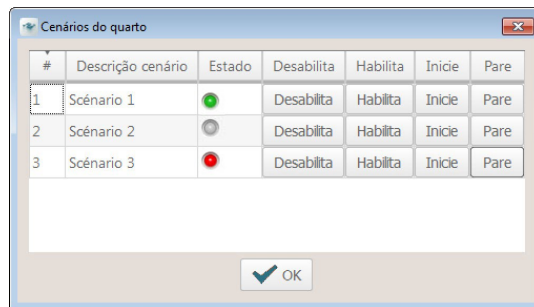 Cenários do quarto
# Descrição cenário Estado Desabilita Habilita Inicie Pare
1 Scénario 1 Desabilita Habilita Inicie Pare
2 Scénario 2 Desabilita Habilita Inicie Pare
3 Scénario 3 Desabilita Habilita Inicie Pare
OK